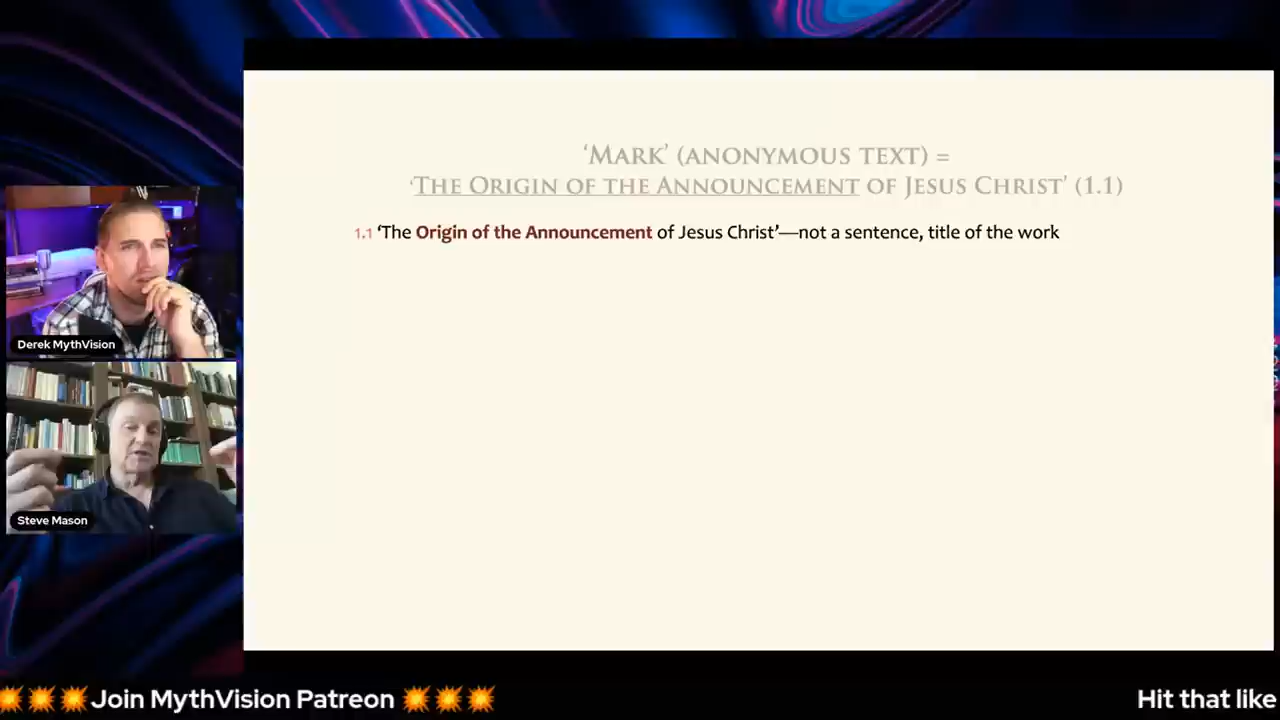 'Mark' (anonymous text) =
'The Origin of the Announcement of Jesus Christ' (1.1)
1.1 'The Origin of the Announcement of Jesus Christ'—not a sentence, title of the work
Derek MythVision
Steve Mason
💥💥💥Join MythVision Patreon 💥💥💥 Hit that like